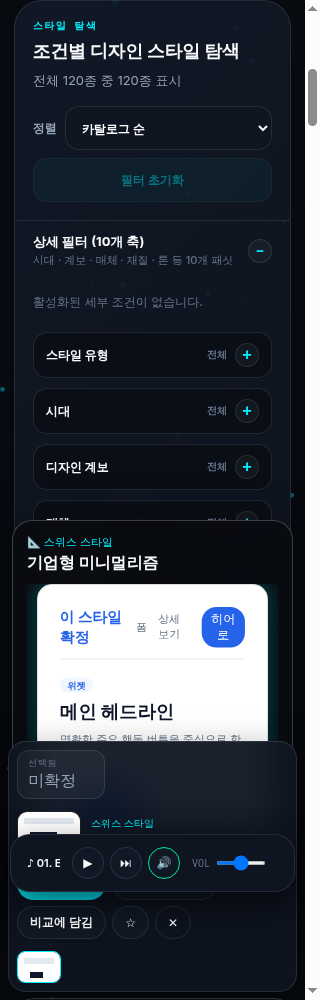 스타일 탐색
조건별 디자인 스타일 탐색
전체 120종 중 120종 표시
정렬
카탈로그 순
필터 초기화
상세 필터 (10개 축)
시대 · 계보 · 매체 · 재질 · 톤 등 10개 패싯
활성화된 세부 조건이 없습니다.
스타일 유형 전체 +
시대 전체 +
디자인 계보 전체 +
스위스 스타일
기업형 미니멀리즘
이 스타일 확정
폼
상세 보기
히어로
위젯
메인 헤드라인
선택됨
미확정
스위스 스타일
♪ 01. E
VOL
비교에 담김